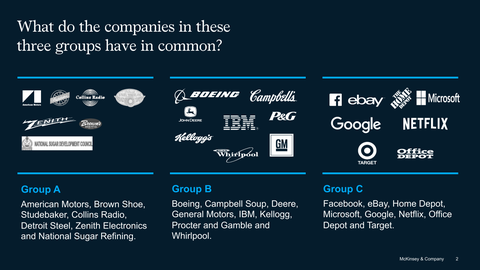 What do the companies in these
three groups have in common?
Collins Radio
ZENITH
NATIONAL SUGAR DEVELOPMENT COUNCIL
BOEING
Campbell's
JOHN DEERE
IBM
P&G
Kellogg's
GM
Whirlpool
f
ebay
THE HOME DEPOT
Microsoft
Google
NETFLIX
TARGET
Office DEPOT
Group A
American Motors, Brown Shoe,
Studebaker, Collins Radio,
Detroit Steel, Zenith Electronics
and National Sugar Refining.
Group B
Boeing, Campbell Soup, Deere,
General Motors, IBM, Kellogg,
Procter and Gamble and
Whirlpool.
Group C
Facebook, eBay, Home Depot,
Microsoft, Google, Netflix, Office
Depot and Target.
McKinsey & Company 2